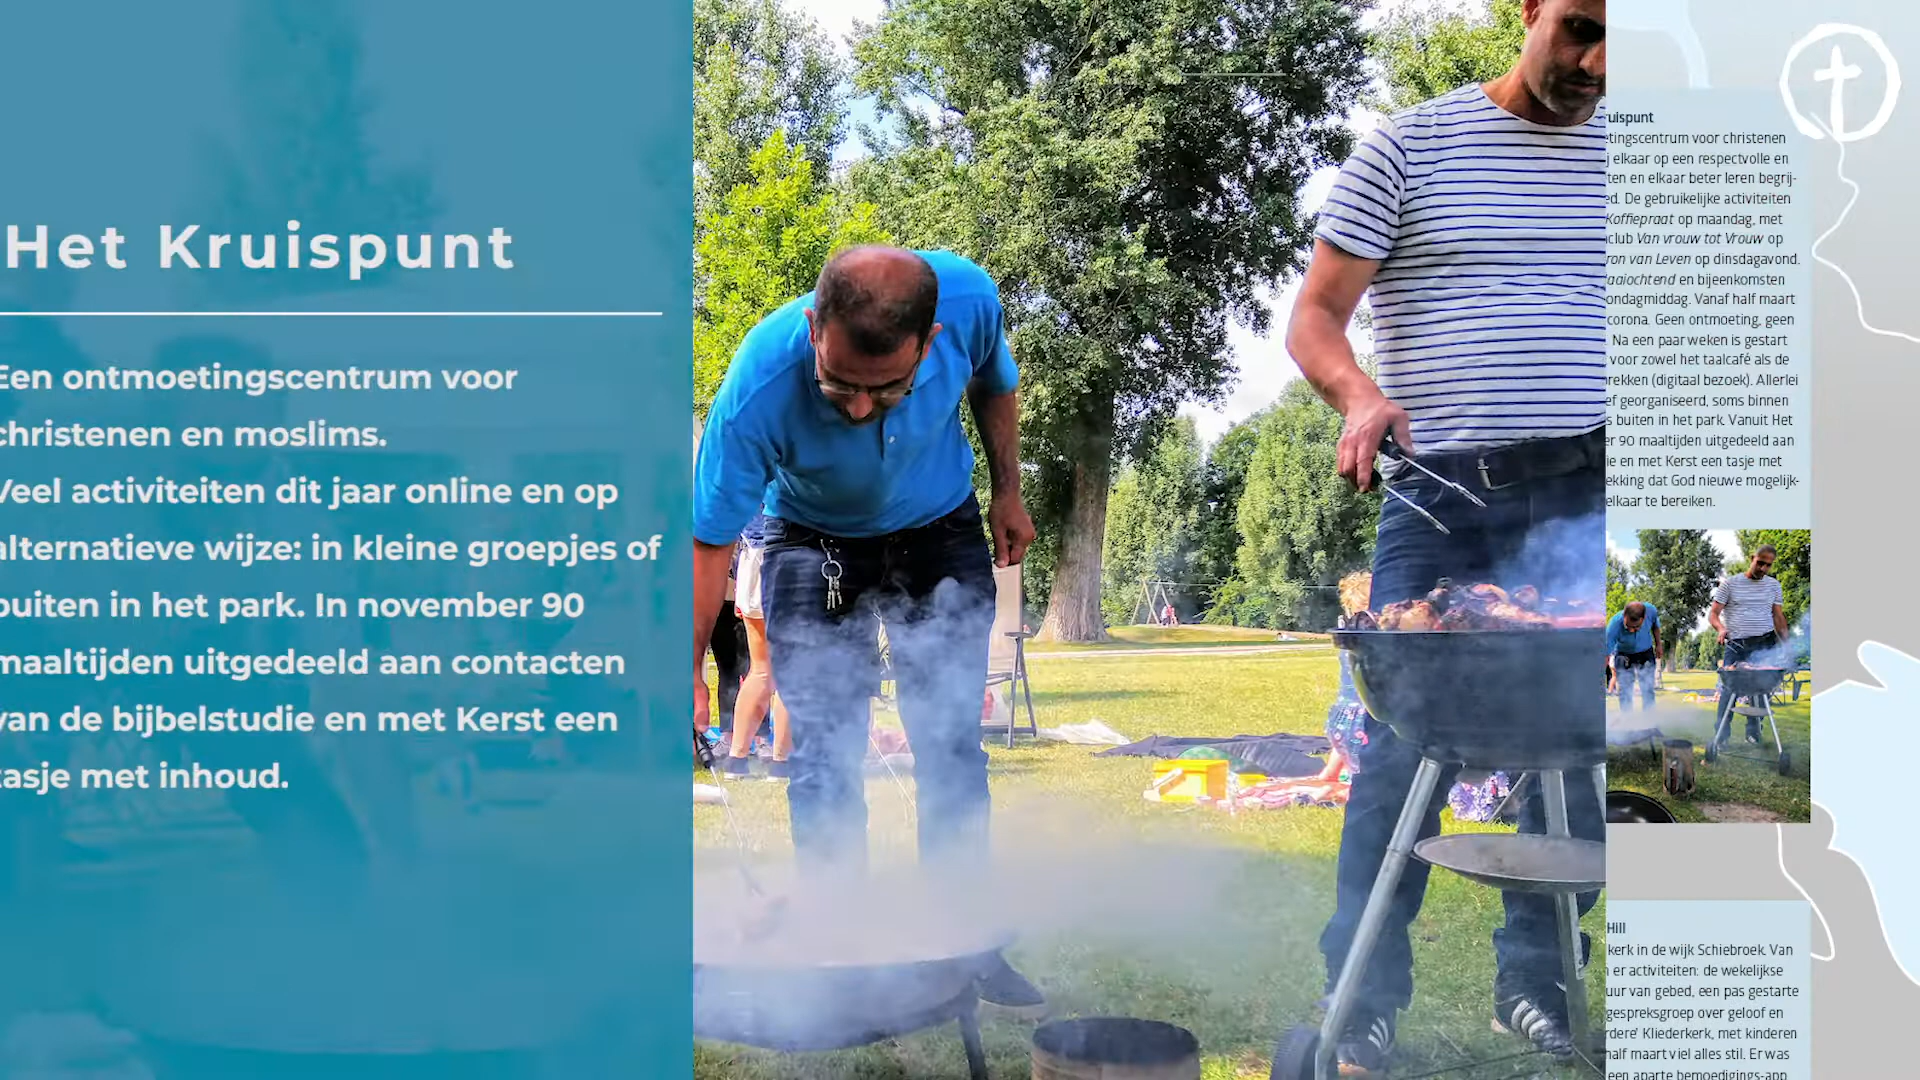 Het Kruispunt
Een ontmoetingscentrum voor
christenen en moslims.
Veel activiteiten dit jaar online en op
alternatieve wijze: in kleine groepjes of
buiten in het park. In november 90
maaltijden uitgedeeld aan contacten
van de bijbelstudie en met Kerst een
tasje met inhoud.
ruispunt
etingscentrum voor christenen
j elkaar op een respectvolle en
ten en elkaar beter leren begrij-
ed. De gebruikelijke activiteiten
Koffiepraat op maandag, met
club Van vrouw tot Vrouw op
ron van Leven op dinsdagavond.
aaiochtend en bijeenkomsten
ondagmiddag. Vanaf half maart
corona. Geen ontmoeting, geen
Na een paar weken is gestart
voor zowel het taalcafé als de
rekken (digitaal bezoek). Allerlei
ef georganiseerd, soms binnen
s buiten in het park. Vanuit Het
er 90 maaltijden uitgedeeld aan
ie en met Kerst een tasje met
ekking dat God nieuwe mogelijk-
elkaar te bereiken.
Hill
kerk in de wijk Schiebroek. Van
n er activiteiten: de wekelijkse
uur van gebed, een pas gestarte
gespreksgroep over geloof en
rdere' Kliederkerk, met kinderen
half maart viel alles stil. Er was
een aparte bemoedigings-app